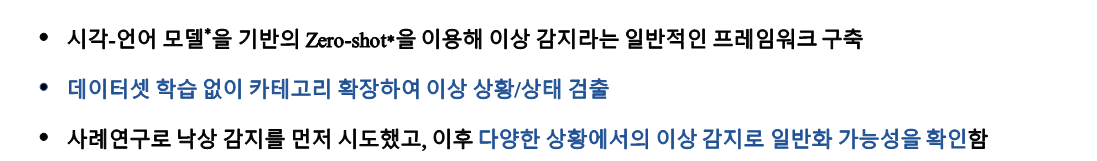 • 시각-언어 모델*을 기반의 Zero-shot*을 이용해 이상 감지라는 일반적인 프레임워크 구축
• 데이터셋 학습 없이 카테고리 확장하여 이상 상황/상태 검출
• 사례연구로 낙상 감지를 먼저 시도했고, 이후 다양한 상황에서의 이상 감지로 일반화 가능성을 확인함